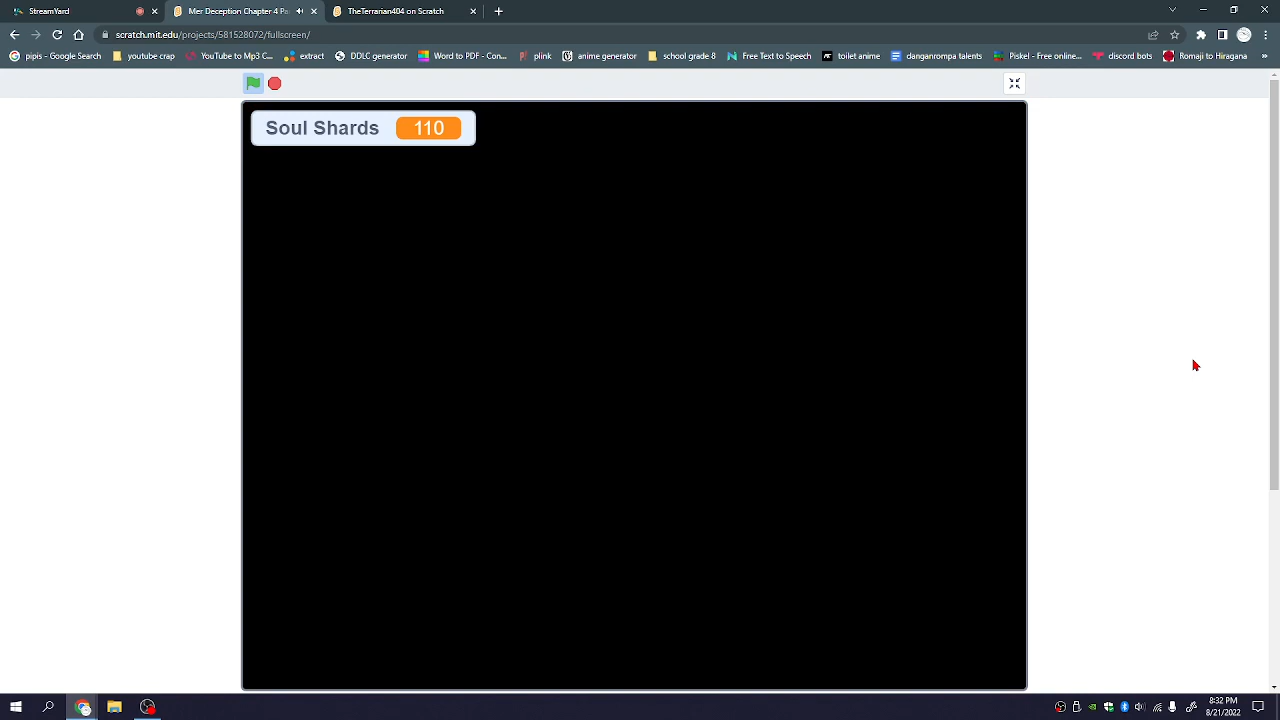 StreamYard
Mer Deception Chapter 4 B
TheTerrarian404 on Scratch
scratch.mit.edu/projects/581528072/fullscreen/
pipis - Google Search
youtube crap
YouTube to Mp3 C...
extract
DDLC generator
Word to PDF - Con...
plink
anime generator
school grade 8
Free Text to Speech
toilet anime
danganronpa talents
Piskel - Free online...
discord bots
Romaji to Hiragana
Soul Shards 110
8:32 PM
8/21/2022